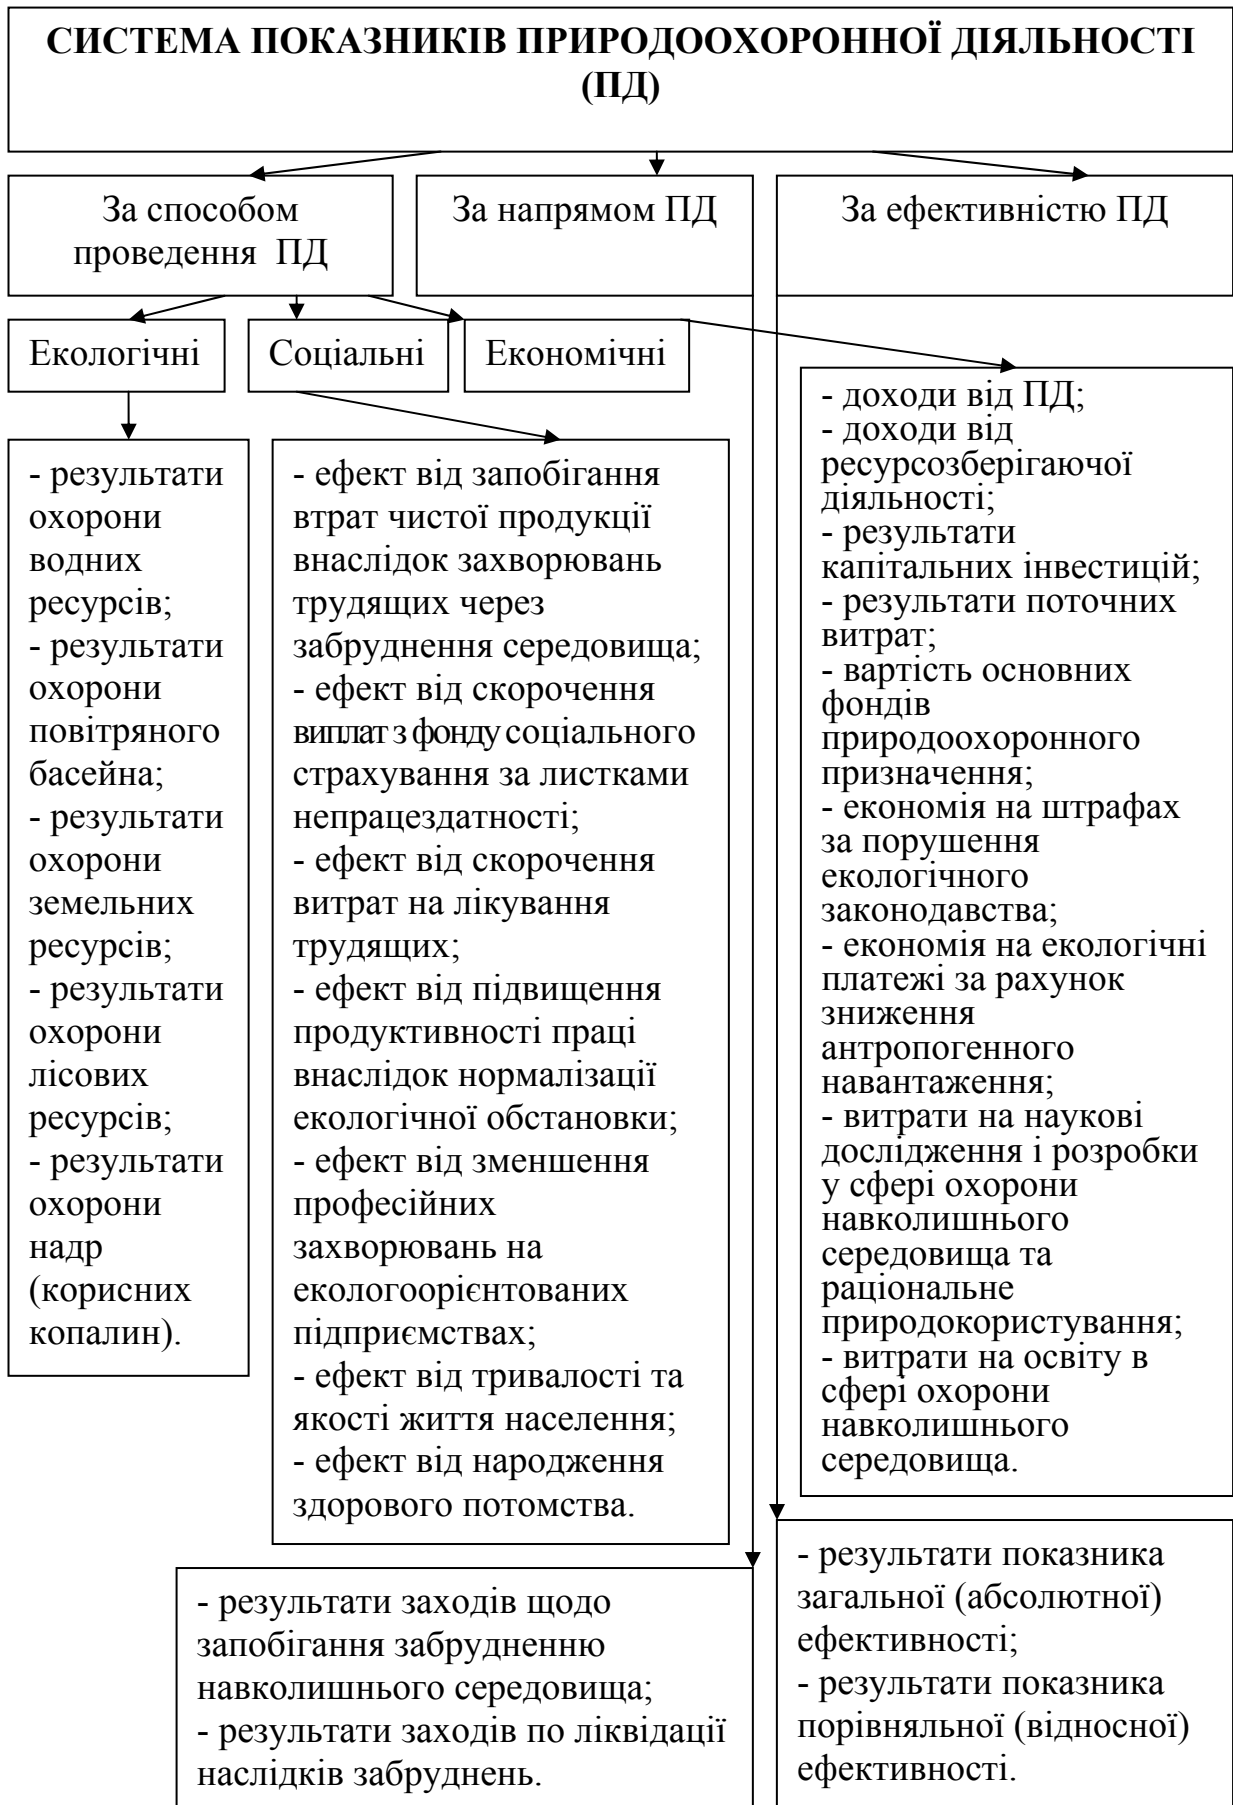 СИСТЕМА ПОКАЗНИКІВ ПРИРОДООХОРОННОЇ ДІЯЛЬНОСТІ
(ПД)
За способом
проведення ПД
За напрямом ПД
За ефективністю ПД
Екологічні
Соціальні
Економічні
- результати
охорони
водних
ресурсів;
- результати
охорони
повітряного
басейна;
- результати
охорони
земельних
ресурсів;
- результати
охорони
лісових
ресурсів;
- результати
охорони
надр
(корисних
копалин).
- ефект від запобігання
втрат чистої продукції
внаслідок захворювань
трудящих через
забруднення середовища;
- ефект від скорочення
виплат з фонду соціального
страхування за листками
непрацездатності;
- ефект від скорочення
витрат на лікування
трудящих;
- ефект від підвищення
продуктивності праці
внаслідок нормалізації
екологічної обстановки;
- ефект від зменшення
професійних
захворювань на
екологоорієнтованих
підприємствах;
- ефект від тривалості та
якості життя населення;
- ефект від народження
здорового потомства.
- доходи від ПД;
- доходи від
ресурсозберігаючої
діяльності;
- результати
капітальних інвестицій;
- результати поточних
витрат;
- вартість основних
фондів
природоохоронного
призначення;
- економія на штрафах
за порушення
екологічного
законодавства;
- економія на екологічні
платежі за рахунок
зниження
антропогенного
навантаження;
- витрати на наукові
дослідження і розробки
у сфері охорони
навколишнього
середовища та
раціональне
природокористування;
- витрати на освіту в
сфері охорони
навколишнього
середовища.
- результати заходів щодо
запобігання забрудненню
навколишнього середовища;
- результати заходів по ліквідації
наслідків забруднень.
- результати показника
загальної (абсолютної)
ефективності;
- результати показника
порівняльної (відносної)
ефективності.